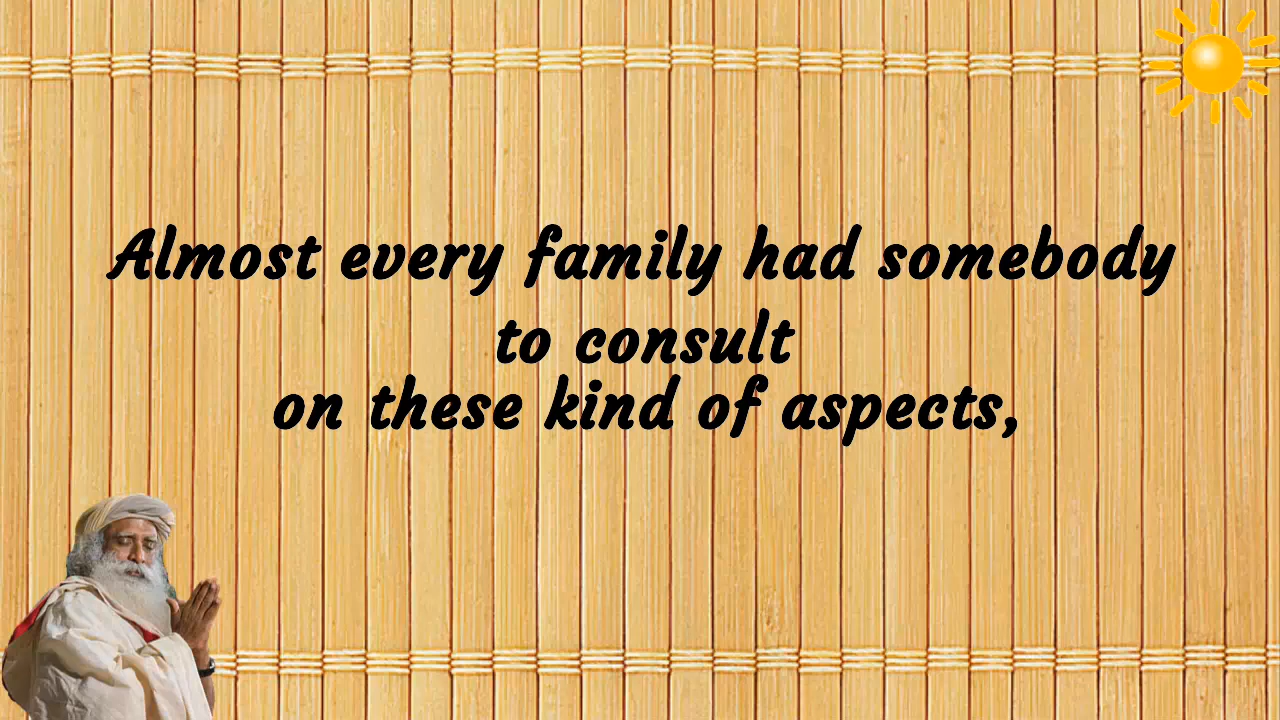 Almost every family had somebody
to consult
on these kind of aspects,